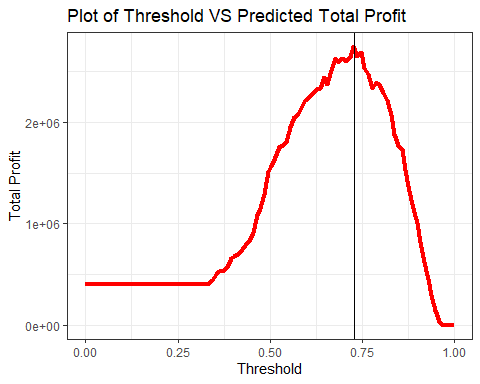 Plot of Threshold VS Predicted Total Profit
Total Profit
2e+06
1e+06
0e+00
0.00 0.25 0.50 0.75 1.00
Threshold